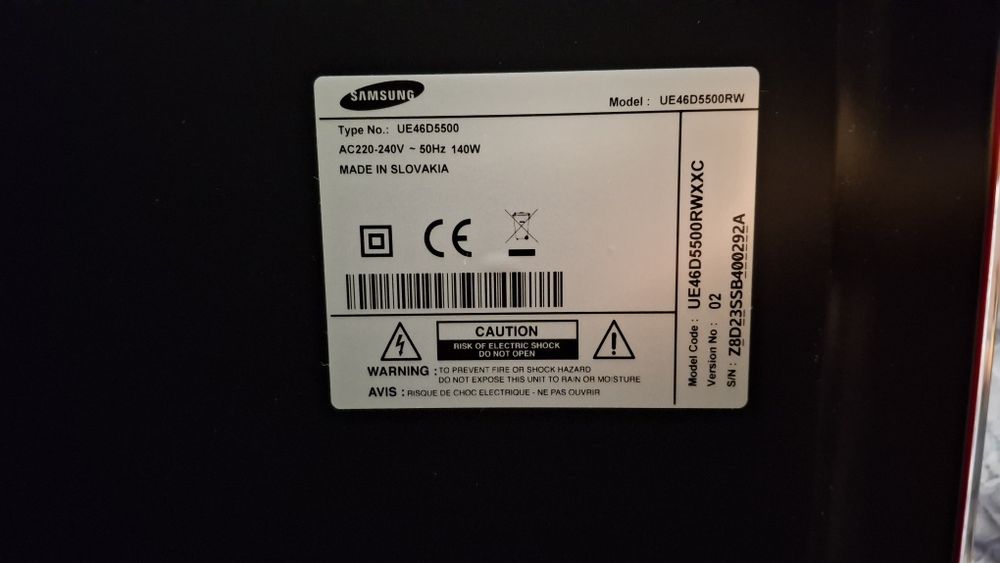 SAMSUNG
Model : UE46D5500RW
Type No.: UE46D5500
AC220-240V ~ 50Hz 140W
MADE IN SLOVAKIA
CE
CAUTION
RISK OF ELECTRIC SHOCK
DO NOT OPEN
WARNING : TO PREVENT FIRE OR SHOCK HAZARD
DO NOT EXPOSE THIS UNIT TO RAIN OR MOISTURE
AVIS : RISQUE DE CHOC ELECTRIQUE - NE PAS OUVRIR
Model Code : UE46D5500RWXXC
Version No : 02
S/N : Z8D23SSB400292A